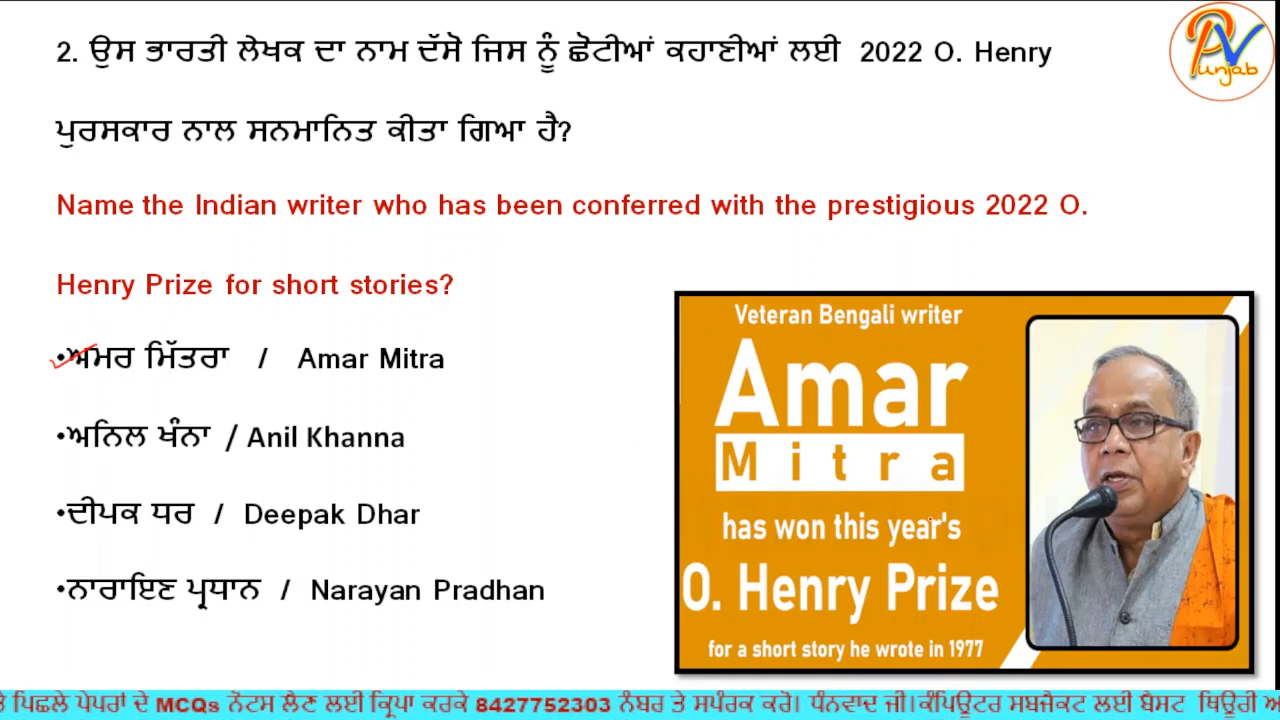 2. ਉਸ ਭਾਰਤੀ ਲੇਖਕ ਦਾ ਨਾਮ ਦੱਸੋ ਜਿਸ ਨੂੰ ਛੋਟੀਆਂ ਕਹਾਣੀਆਂ ਲਈ 2022 O. Henry
ਪੁਰਸਕਾਰ ਨਾਲ ਸਨਮਾਨਿਤ ਕੀਤਾ ਗਿਆ ਹੈ?
Name the Indian writer who has been conferred with the prestigious 2022 O.
Henry Prize for short stories?
•ਅਮਰ ਮਿੱਤਰਾ / Amar Mitra
•ਅਨਿਲ ਖੰਨਾ / Anil Khanna
•ਦੀਪਕ ਧਰ / Deepak Dhar
•ਨਾਰਾਇਣ ਪ੍ਰਧਾਨ / Narayan Pradhan
Veteran Bengali writer
Amar
Mitra
has won this year's
O. Henry Prize
for a short story he wrote in 1977
PV
Punjab
ਤੇ ਪਿਛਲੇ ਪੇਪਰਾਂ ਦੇ MCQs ਨੋਟਸ ਲੈਣ ਲਈ ਕ੍ਰਿਪਾ ਕਰਕੇ 8427752303 ਨੰਬਰ ਤੇ ਸਪੰਰਕ ਕਰੋ। ਧੰਨਵਾਦ ਜੀ।ਕੰਪਿਊਟਰ ਸਬਜੈਕਟ ਲਈ ਬੈਸਟ ਥਿਊਰੀ